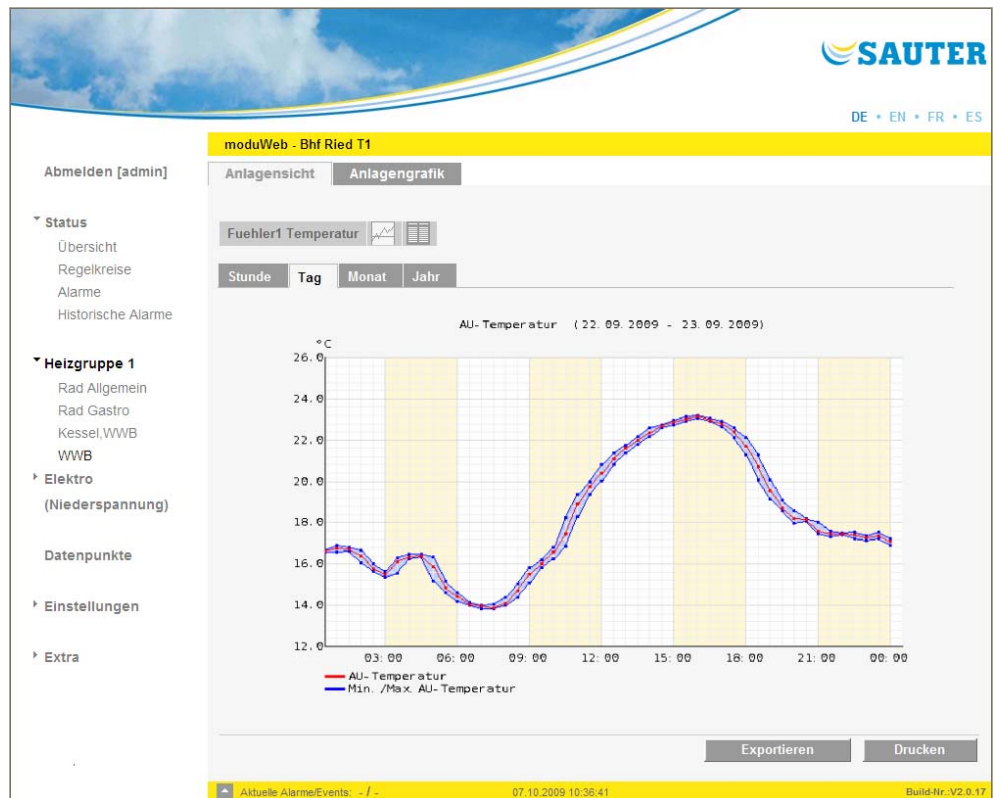 SAUTER
DE • EN • FR • ES
moduWeb - Bhf Ried T1
Abmelden [admin]
Status
Übersicht
Regelkreise
Alarme
Historische Alarme
Heizgruppe 1
Rad Allgemein
Rad Gastro
Kessel,WWB
WWB
Elektro
(Niederspannung)
Datenpunkte
Einstellungen
Extra
Anlagensicht Anlagengrafik
Fuehler1 Temperatur
Stunde Tag Monat Jahr
AU-Temperatur (22.09.2009 - 23.09.2009)
°C
26.0
24.0
22.0
20.0
18.0
16.0
14.0
12.0
03:00 06:00 09:00 12:00 15:00 18:00 21:00 00:00
AU-Temperatur
Min./Max. AU-Temperatur
Exportieren Drucken
Aktuelle Alarme/Events: - / - 07.10.2009 10:36:41 Build-Nr.:V2.0.17